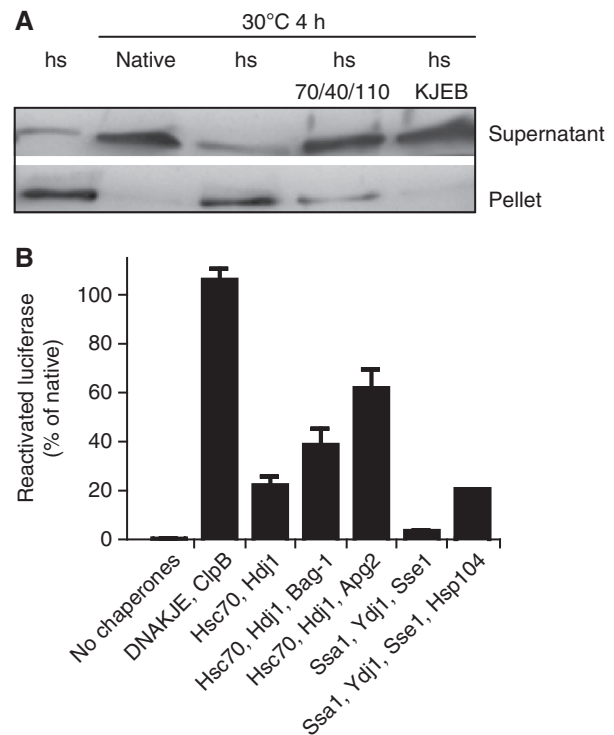 A
30°C 4 h
hs Native hs hs hs
70/40/110 KJEB
Supernatant
Pellet
B
Reactivated luciferase
(% of native)
100
80
60
40
20
0
No chaperones
DNAKJE, ClpB
Hsc70, Hdj1
Hsc70, Hdj1, Bag-1
Hsc70, Hdj1, Apg2
Ssa1, Ydj1, Sse1
Ssa1, Ydj1, Sse1, Hsp104